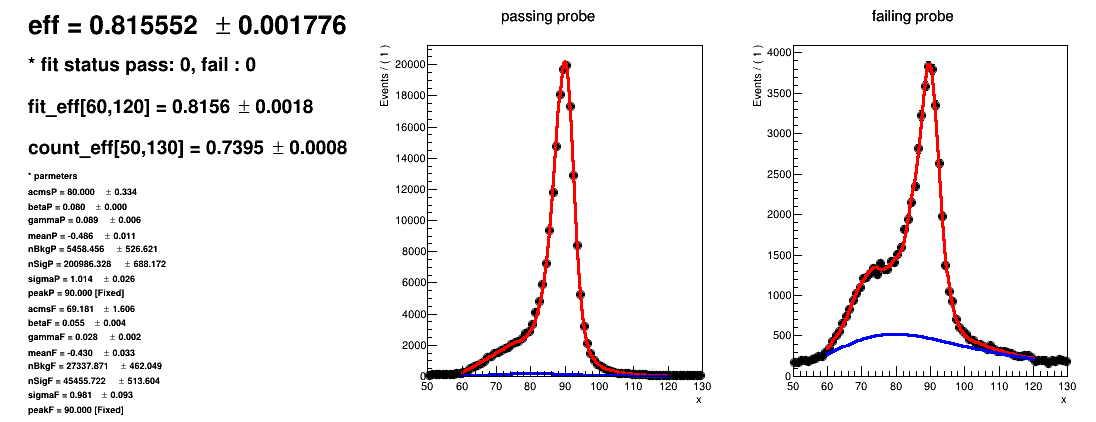 eff = 0.815552 ± 0.001776
* fit status pass: 0, fail : 0
fit_eff[60,120] = 0.8156 ± 0.0018
count_eff[50,130] = 0.7395 ± 0.0008
* parmeters
acmsP = 80.000 ± 0.334
betaP = 0.080 ± 0.000
gammaP = 0.089 ± 0.006
meanP = -0.486 ± 0.011
nBkgP = 5458.456 ± 526.621
nSigP = 200986.328 ± 688.172
sigmaP = 1.014 ± 0.026
peakP = 90.000 [Fixed]
acmsF = 69.181 ± 1.606
betaF = 0.055 ± 0.004
gammaF = 0.028 ± 0.002
meanF = -0.430 ± 0.033
nBkgF = 27337.871 ± 462.049
nSigF = 45455.722 ± 513.604
sigmaF = 0.981 ± 0.093
peakF = 90.000 [Fixed]
passing probe
Events / ( 1 )
20000
18000
16000
14000
12000
10000
8000
6000
4000
2000
0
50 60 70 80 90 100 110 120 130
x
failing probe
Events / ( 1 )
4000
3500
3000
2500
2000
1500
1000
500
0
50 60 70 80 90 100 110 120 130
x